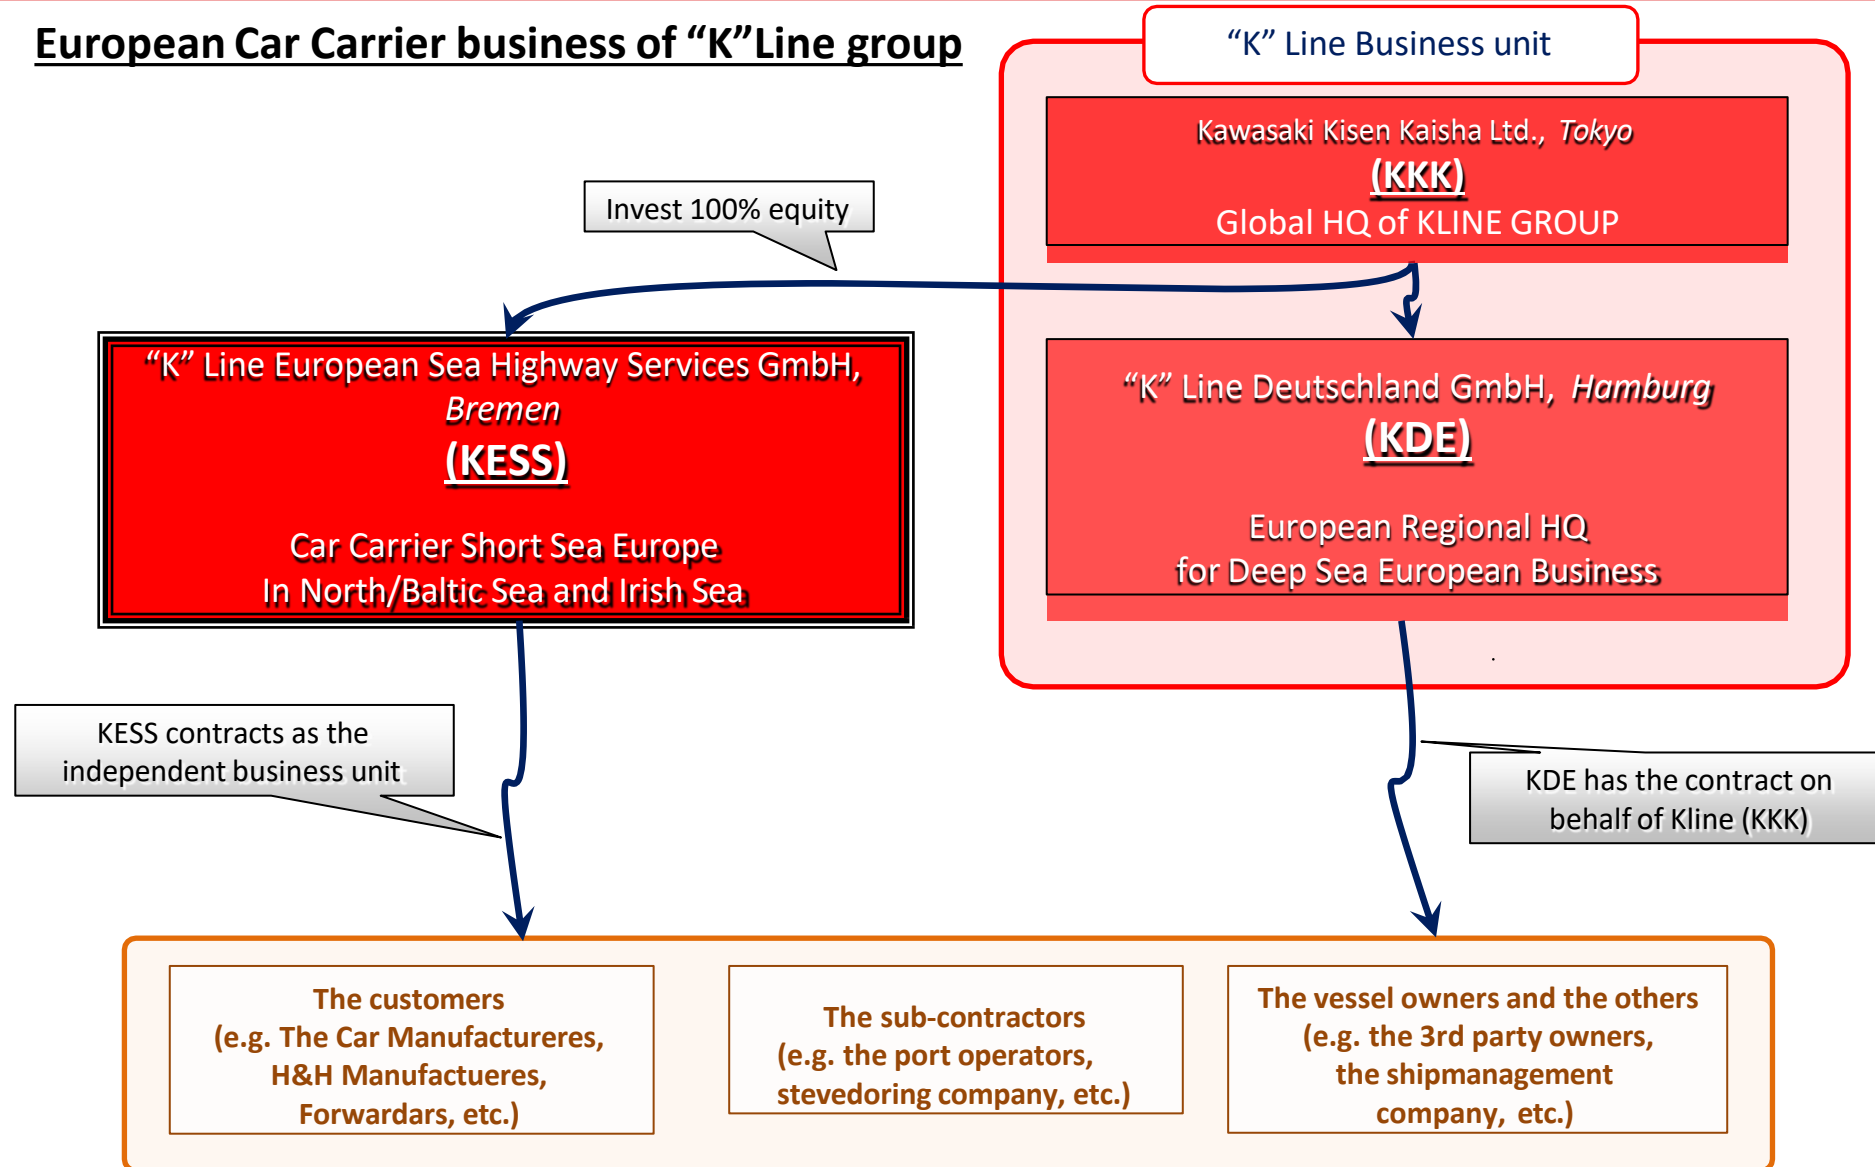 European Car Carrier business of “K”Line group
“K” Line Business unit
Kawasaki Kisen Kaisha Ltd., Tokyo
(KKK)
Global HQ of KLINE GROUP
Invest 100% equity
“K” Line European Sea Highway Services GmbH,
Bremen
(KESS)
Car Carrier Short Sea Europe
In North/Baltic Sea and Irish Sea
“K” Line Deutschland GmbH, Hamburg
(KDE)
European Regional HQ
for Deep Sea European Business
.
KESS contracts as the
independent business unit
KDE has the contract on
behalf of Kline (KKK)
The customers
(e.g. The Car Manufactureres,
H&H Manufactueres,
Forwardars, etc.)
The sub-contractors
(e.g. the port operators,
stevedoring company, etc.)
The vessel owners and the others
(e.g. the 3rd party owners,
the shipmanagement
company, etc.)